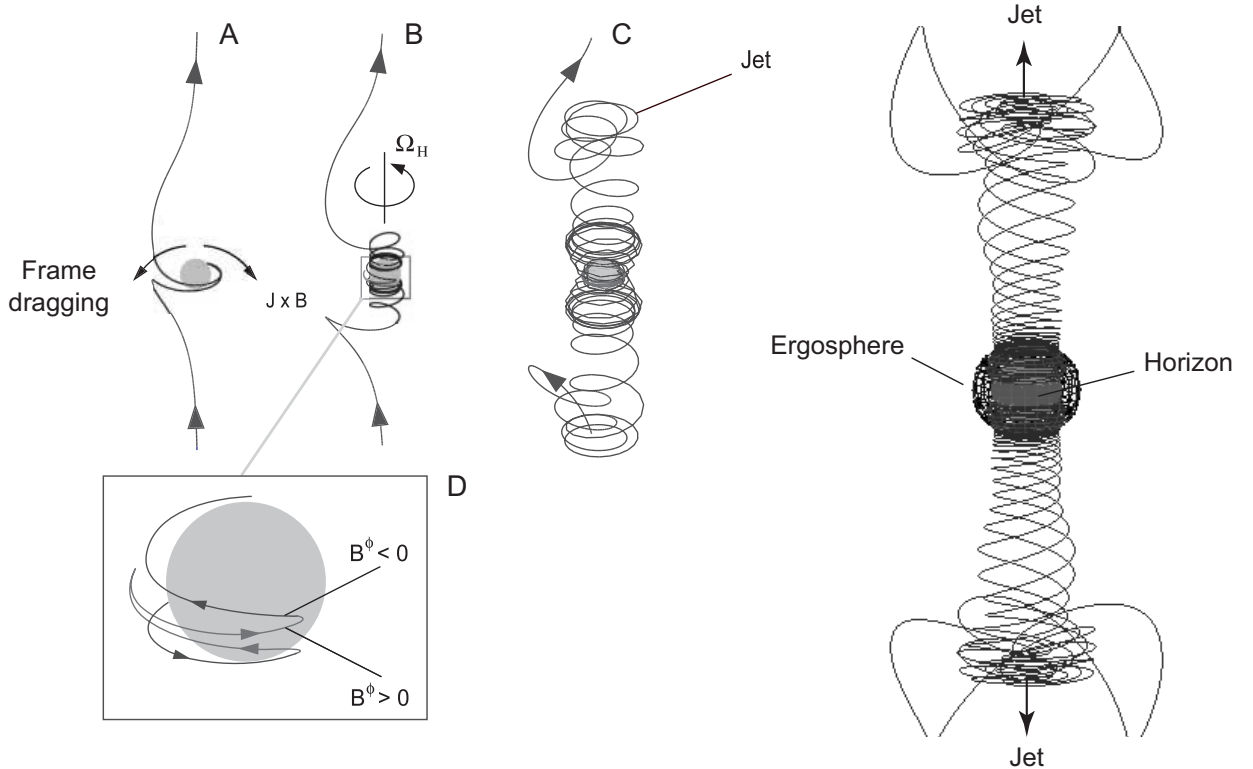 A
B
C
Jet
Jet
Ω_H
Frame
dragging
J x B
Ergosphere
Horizon
D
B^ϕ < 0
B^ϕ > 0
Jet